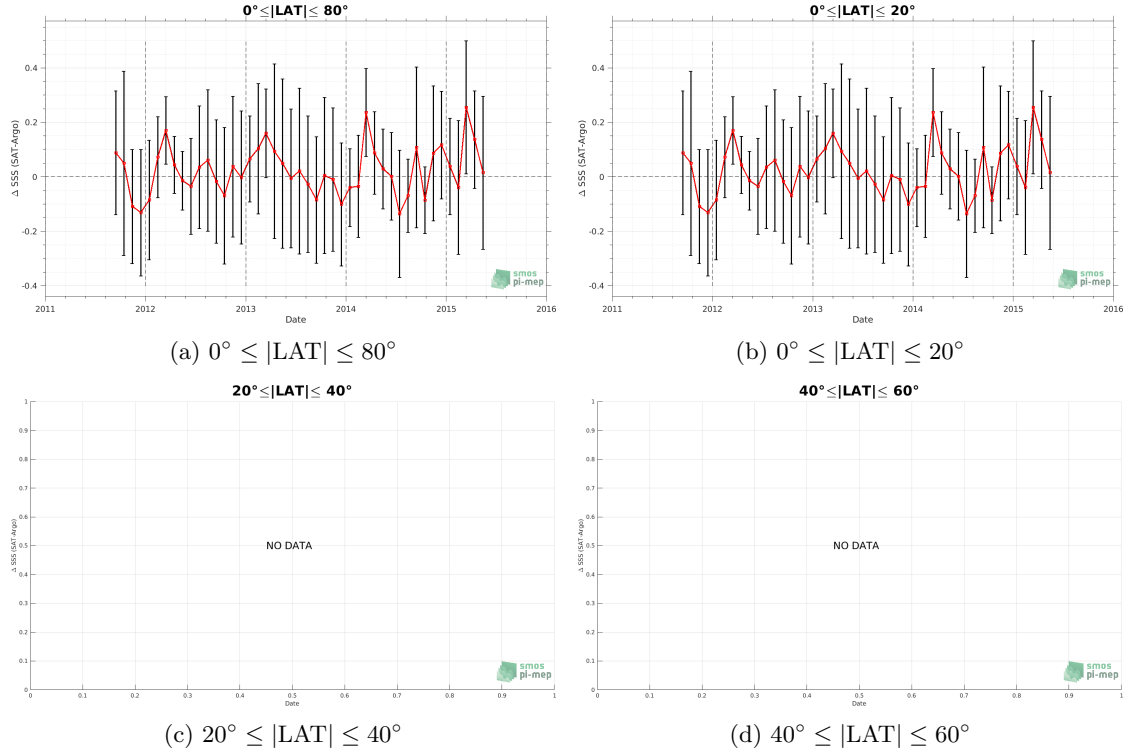 0°≤|LAT|≤ 80°
0.4
0.2
0
-0.2
-0.4
Δ SSS (SAT-Argo)
2011
2012
2013
2014
2015
2016
Date
smos
pi-mep
(a) 0° ≤ |LAT| ≤ 80°
0°≤|LAT|≤ 20°
0.4
0.2
0
-0.2
-0.4
Δ SSS (SAT-Argo)
2011
2012
2013
2014
2015
2016
Date
smos
pi-mep
(b) 0° ≤ |LAT| ≤ 20°
20°≤|LAT|≤ 40°
1
0.9
0.8
0.7
0.6
0.5
0.4
0.3
0.2
0.1
0
Δ SSS (SAT-Argo)
NO DATA
0
0.1
0.2
0.3
0.4
0.5
0.6
0.7
0.8
0.9
1
Date
smos
pi-mep
(c) 20° ≤ |LAT| ≤ 40°
40°≤|LAT|≤ 60°
1
0.9
0.8
0.7
0.6
0.5
0.4
0.3
0.2
0.1
0
Δ SSS (SAT-Argo)
NO DATA
0
0.1
0.2
0.3
0.4
0.5
0.6
0.7
0.8
0.9
1
Date
smos
pi-mep
(d) 40° ≤ |LAT| ≤ 60°